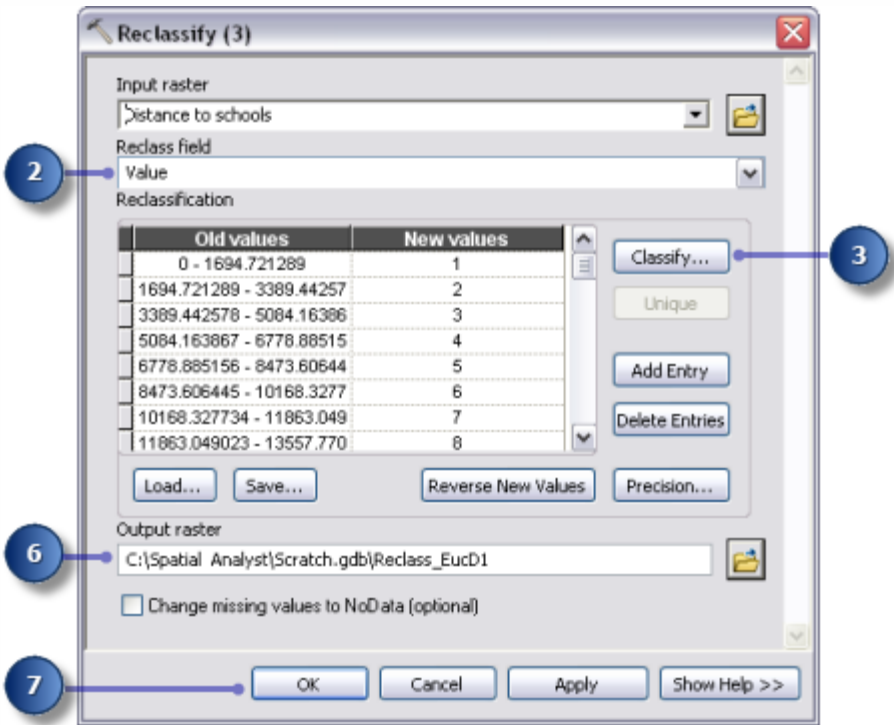 Reclassify (3)
Input raster
Distance to schools
Reclass field
2
Value
Reclassification
Old values New values
0 - 1694.721289 1
1694.721289 - 3389.44257 2
3389.442578 - 5084.16386 3
5084.163867 - 6778.88515 4
6778.885156 - 8473.60644 5
8473.606445 - 10168.3277 6
10168.327734 - 11863.049 7
11863.049023 - 13557.770 8
Classify...
3
Unique
Add Entry
Delete Entries
Load... Save... Reverse New Values Precision...
Output raster
6
C:\Spatial Analyst\Scratch.gdb\Reclass_EucD1
Change missing values to NoData (optional)
7
OK Cancel Apply Show Help >>